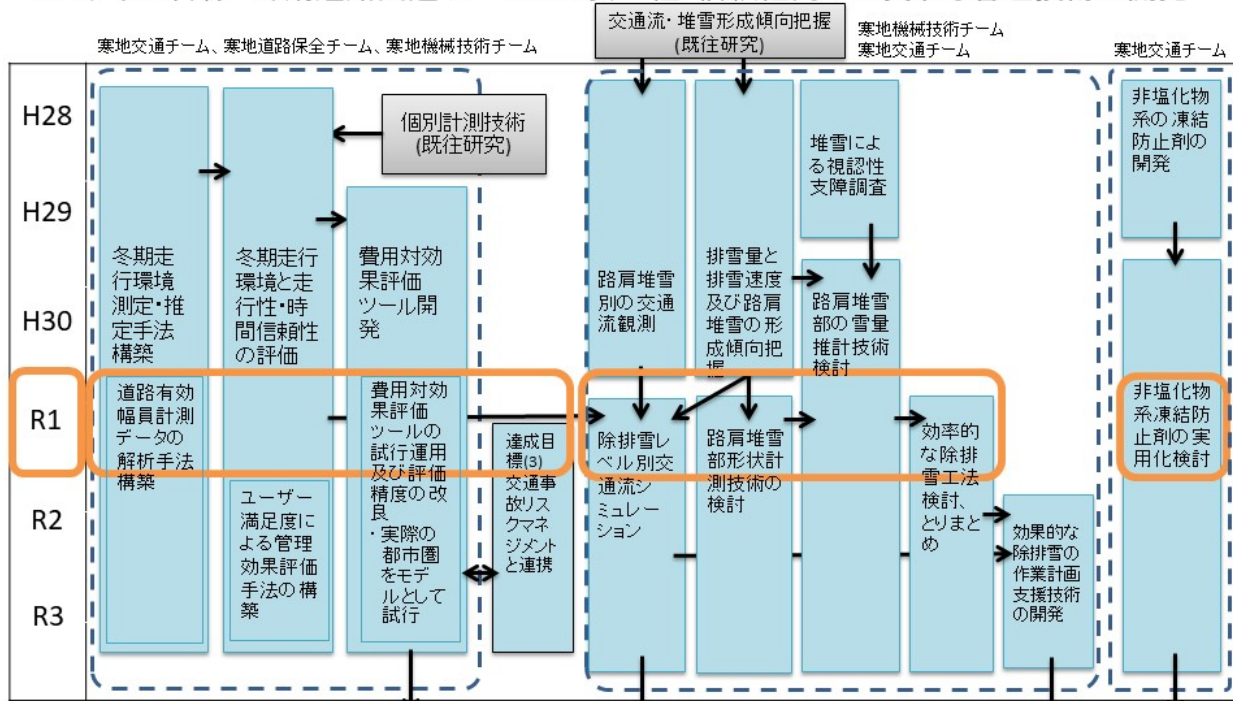 寒地交通チーム、寒地道路保全チーム、寒地機械技術チーム
交通流・堆雪形成傾向把握
(既往研究)
寒地機械技術チーム
寒地交通チーム
寒地交通チーム
H28
H29
H30
R1
R2
R3
冬期走
行環境
測定・推
定手法
構築
道路有効
幅員計測
データの
解析手法
構築
冬期走行
環境と走
行性・時
間信頼性
の評価
ユーザー
満足度に
よる管理
効果評価
手法の構
築
個別計測技術
(既往研究)
費用対効
果評価
ツール開
発
費用対効
果評価
ツールの
試行運用
及び評価
精度の改
良
・実際の
都市圏
をモデ
ルとして
試行
達成目
標(3)
交通事
故リス
クマネ
ジメント
と連携
路肩堆雪
別の交通
流観測
除排雪レ
ベル別交
通流シ
ミュレー
ション
排雪量と
排雪速度
及び路肩
堆雪の形
成傾向把
握
路肩堆雪
部形状計
測技術の
検討
堆雪によ
る視認性
支障調査
路肩堆雪
部の雪量
推計技術
検討
効率的
な除排
雪工法
検討、
とりまと
め
効果的な
除排雪の
作業計画
支援技術
の開発
非塩化物
系の凍結
防止剤の
開発
非塩化物
系凍結防
止剤の実
用化検討